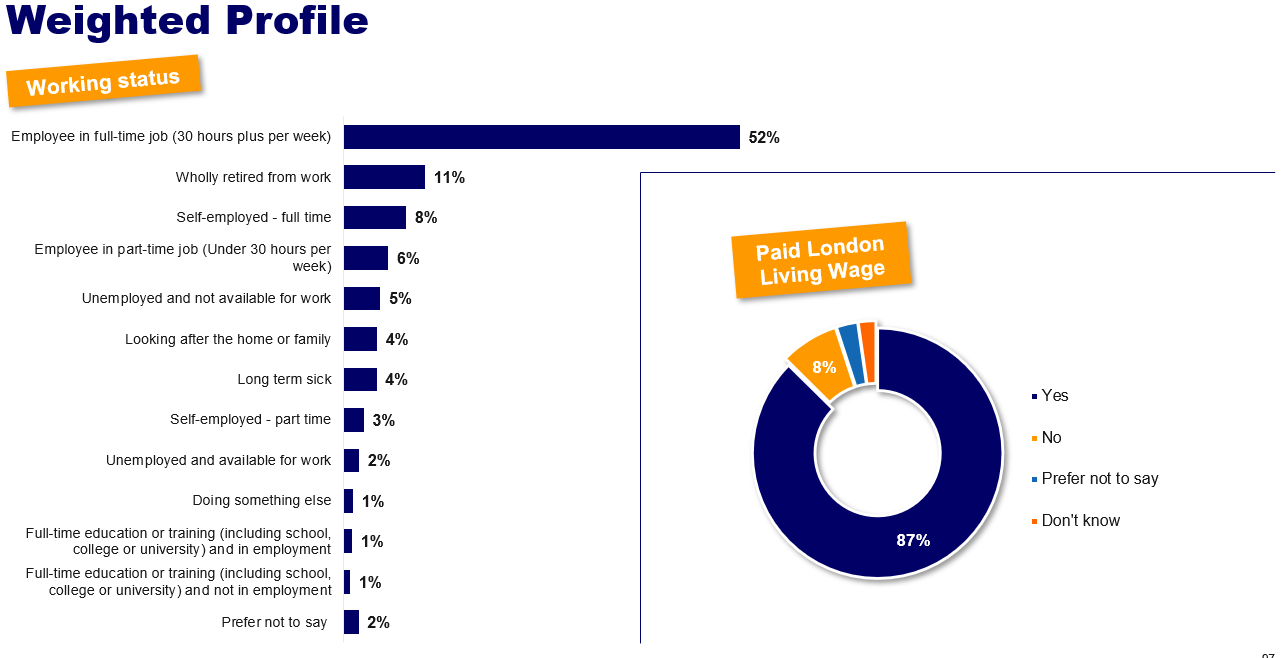 Weighted Profile
Working status
Employee in full-time job (30 hours plus per week)
52%
Wholly retired from work
11%
Self-employed - full time
8%
Employee in part-time job (Under 30 hours per
week)
6%
Unemployed and not available for work
5%
Looking after the home or family
4%
Long term sick
4%
Self-employed - part time
3%
Unemployed and available for work
2%
Doing something else
1%
Full-time education or training (including school,
college or university) and in employment
1%
Full-time education or training (including school,
college or university) and not in employment
1%
Prefer not to say
2%
Paid London
Living Wage
8%
87%
Yes
No
Prefer not to say
Don't know